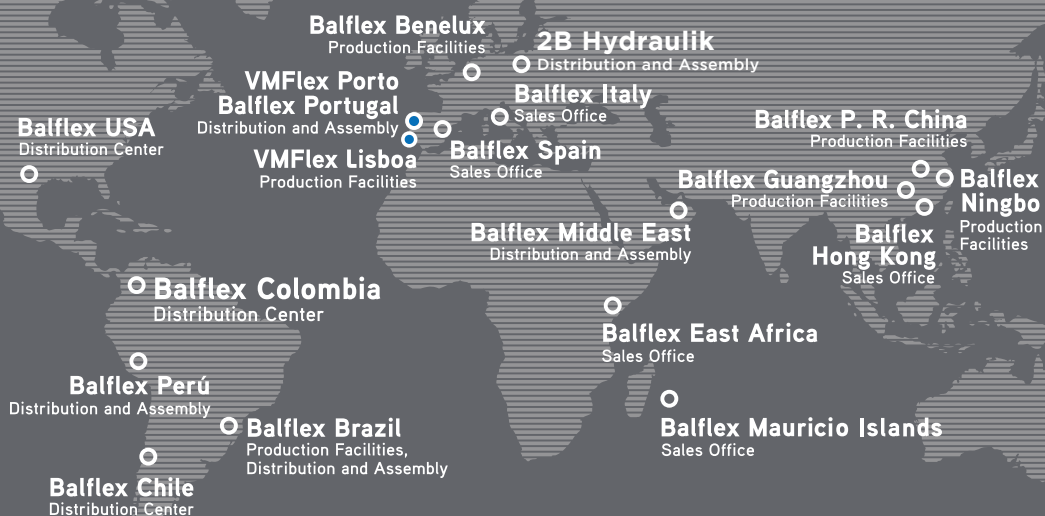 Balflex Benelux
Production Facilities
2B Hydraulik
Distribution and Assembly
VMFlex Porto
Balflex Portugal
Distribution and Assembly
Balflex Italy
Sales Office
Balflex USA
Distribution Center
VMFlex Lisboa
Production Facilities
Balflex Spain
Sales Office
Balflex P. R. China
Production Facilities
Balflex Guangzhou
Production Facilities
Balflex
Ningbo
Production
Facilities
Balflex Middle East
Distribution and Assembly
Balflex
Hong Kong
Sales Office
Balflex Colombia
Distribution Center
Balflex East Africa
Sales Office
Balflex Perú
Distribution and Assembly
Balflex Brazil
Production Facilities,
Distribution and Assembly
Balflex Mauricio Islands
Sales Office
Balflex Chile
Distribution Center